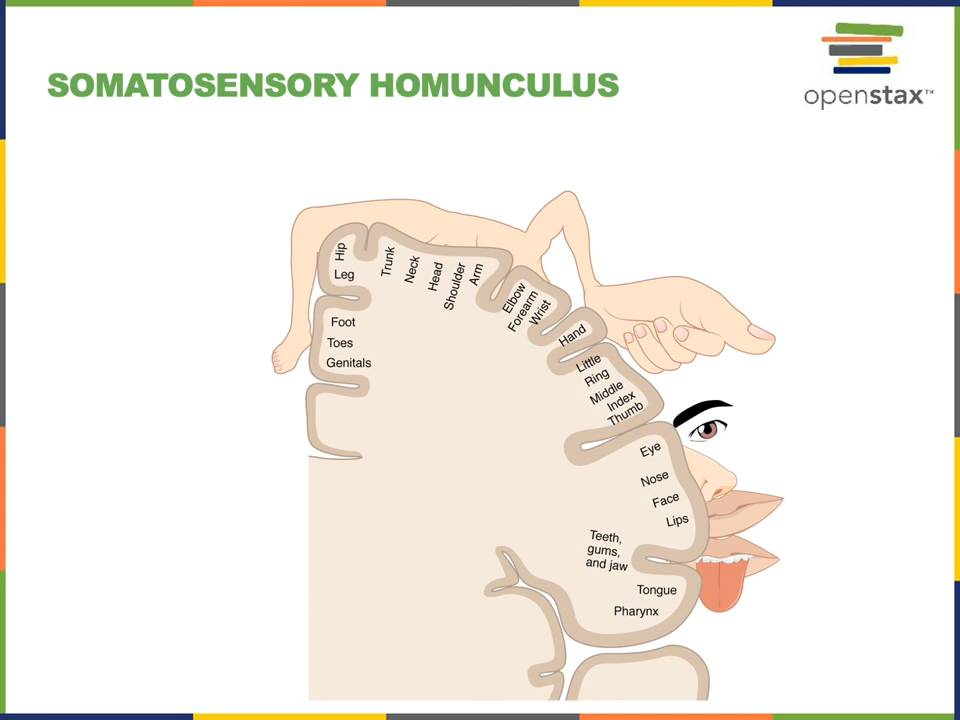 SOMATOSENSORY HOMUNCULUS
openstax™
Hip
Leg
Foot
Toes
Genitals
Trunk
Neck
Head
Shoulder
Arm
Elbow
Forearm
Wrist
Hand
Little
Ring
Middle
Index
Thumb
Eye
Nose
Face
Lips
Teeth,
gums,
and jaw
Tongue
Pharynx